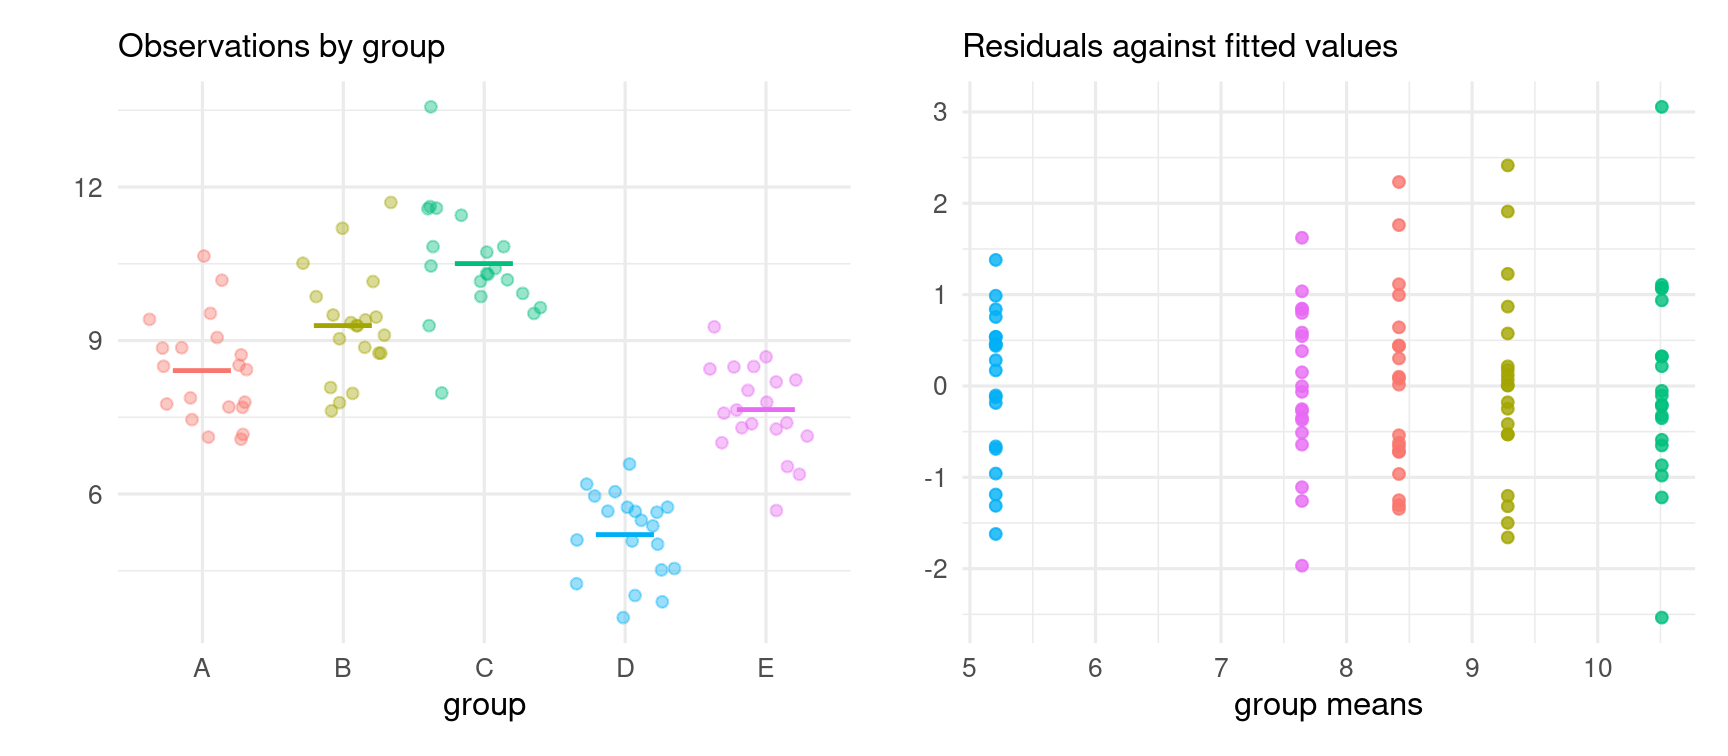 Observations by group
12
9
6
A B C D E
group
Residuals against fitted values
3
2
1
0
-1
-2
5 6 7 8 9 10
group means